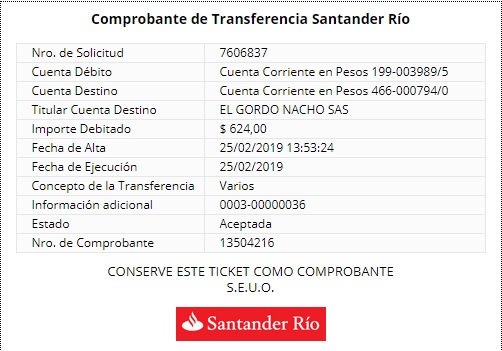 Comprobante de Transferencia Santander Río
Nro. de Solicitud 7606837
Cuenta Débito Cuenta Corriente en Pesos 199-003989/5
Cuenta Destino Cuenta Corriente en Pesos 466-000794/0
Titular Cuenta Destino EL GORDO NACHO SAS
Importe Debitado $ 624,00
Fecha de Alta 25/02/2019 13:53:24
Fecha de Ejecución 25/02/2019
Concepto de la Transferencia Varios
Información adicional 0003-00000036
Estado Aceptada
Nro. de Comprobante 13504216
CONSERVE ESTE TICKET COMO COMPROBANTE
S.E.U.O.
Santander Río